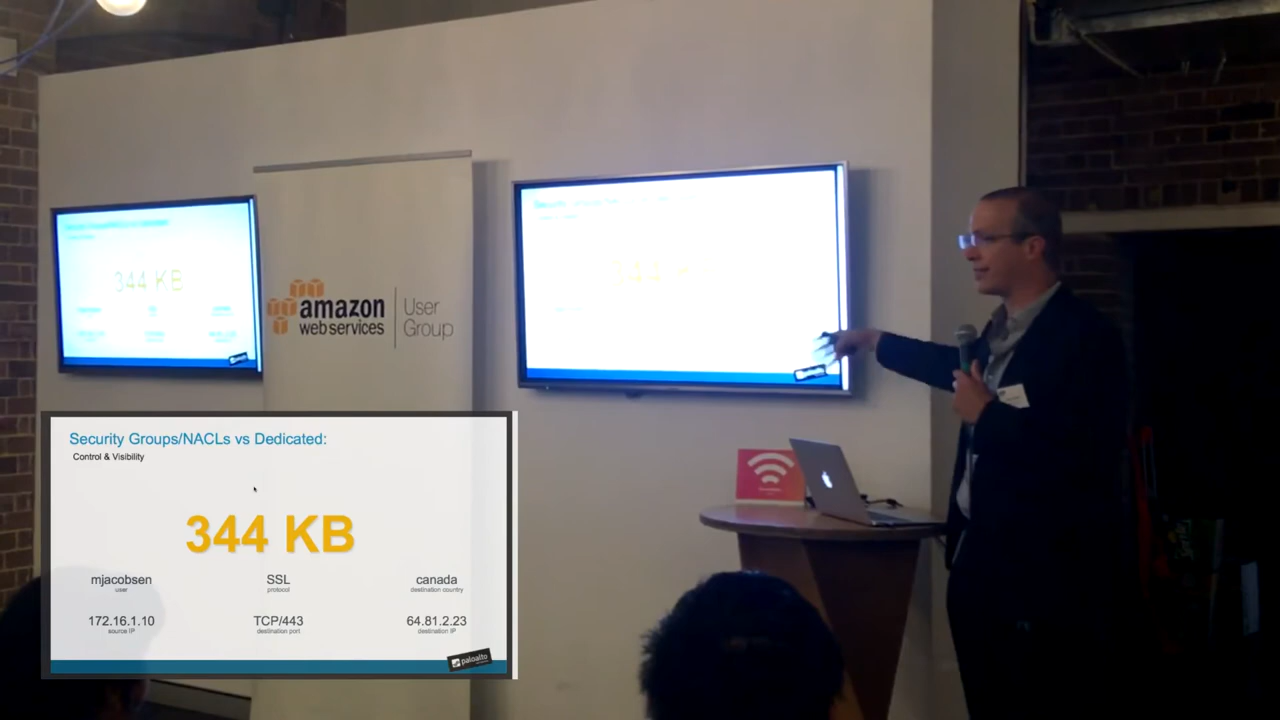 344 KB
amazon
web services
User
Group
Security Groups/NACLs vs Dedicated:
Control & Visibility
344 KB
mjacobsen
user
SSL
protocol
canada
destination country
172.16.1.10
source IP
TCP/443
destination port
64.81.2.23
destination IP
paloalto